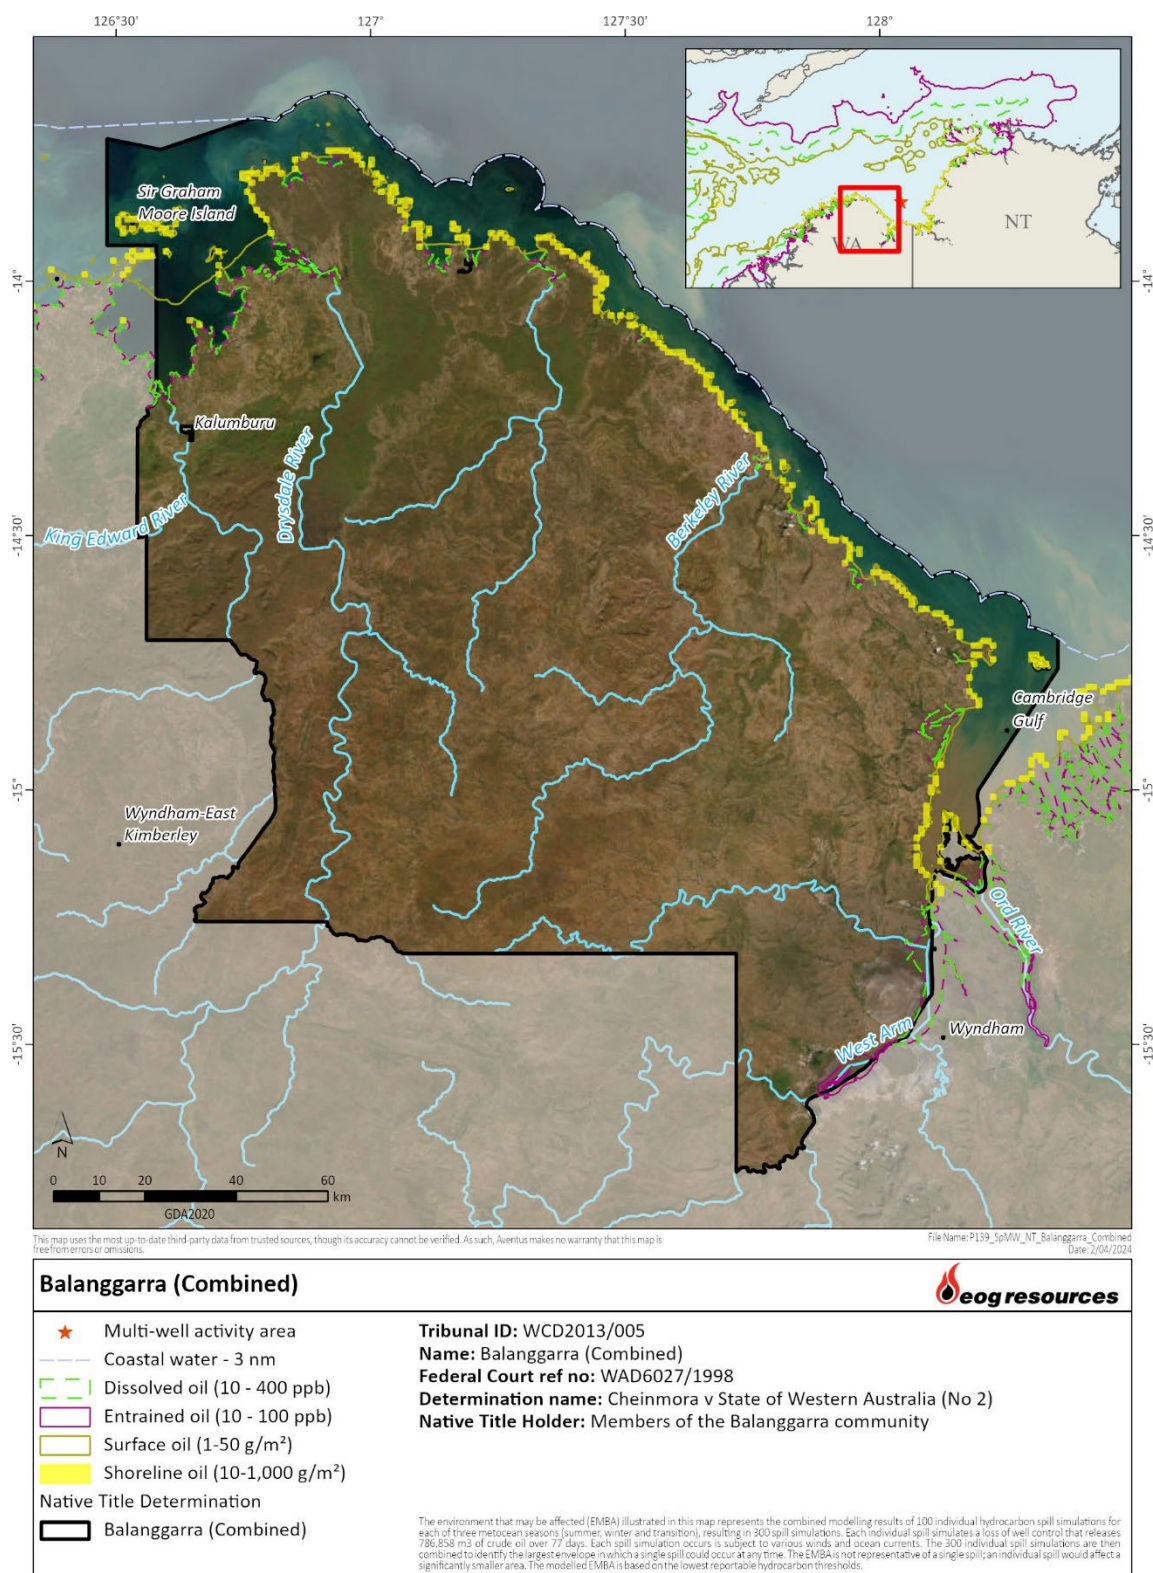 126°30'
127°
127°30'
128°
-14°
-14°30'
-15°
-15°30'
-14°
-14°30'
-15°
-15°30'
WA
NT
Sir Graham
Moore Island
Kalumburu
King Edward River
Drysdale River
Berkeley River
Cambridge
Gulf
Wyndham-East
Kimberley
Ord River
West Arm
Wyndham
N
0 10 20 40 60
km
GDA2020
This map uses the most up-to-date third-party data from trusted sources, though its accuracy cannot be verified. As such, Aventus makes no warranty that this map is
free from errors or omissions.
File Name: P139_SpMW_NT_Balanggarra_Combined
Date: 2/04/2024
Balanggarra (Combined)
eog resources
Multi-well activity area
Coastal water - 3 nm
Dissolved oil (10 - 400 ppb)
Entrained oil (10 - 100 ppb)
Surface oil (1-50 g/m²)
Shoreline oil (10-1,000 g/m²)
Native Title Determination
Balanggarra (Combined)
Tribunal ID: WCD2013/005
Name: Balanggarra (Combined)
Federal Court ref no: WAD6027/1998
Determination name: Cheinmora v State of Western Australia (No 2)
Native Title Holder: Members of the Balanggarra community
The environment that may be affected (EMBA) illustrated in this map represents the combined modelling results of 100 individual hydrocarbon spill simulations for
each of three metocean seasons (summer, winter and transition), resulting in 300 spill simulations. Each individual spill simulates a loss of well control that releases
786,858 m3 of crude oil over 77 days. Each spill simulation occurs is subject to various winds and ocean currents. The 300 individual spill simulations are then
combined to identify the largest envelope in which a single spill could occur at any time. The EMBA is not representative of a single spill; an individual spill would affect a
significantly smaller area. The modelled EMBA is based on the lowest reportable hydrocarbon thresholds.